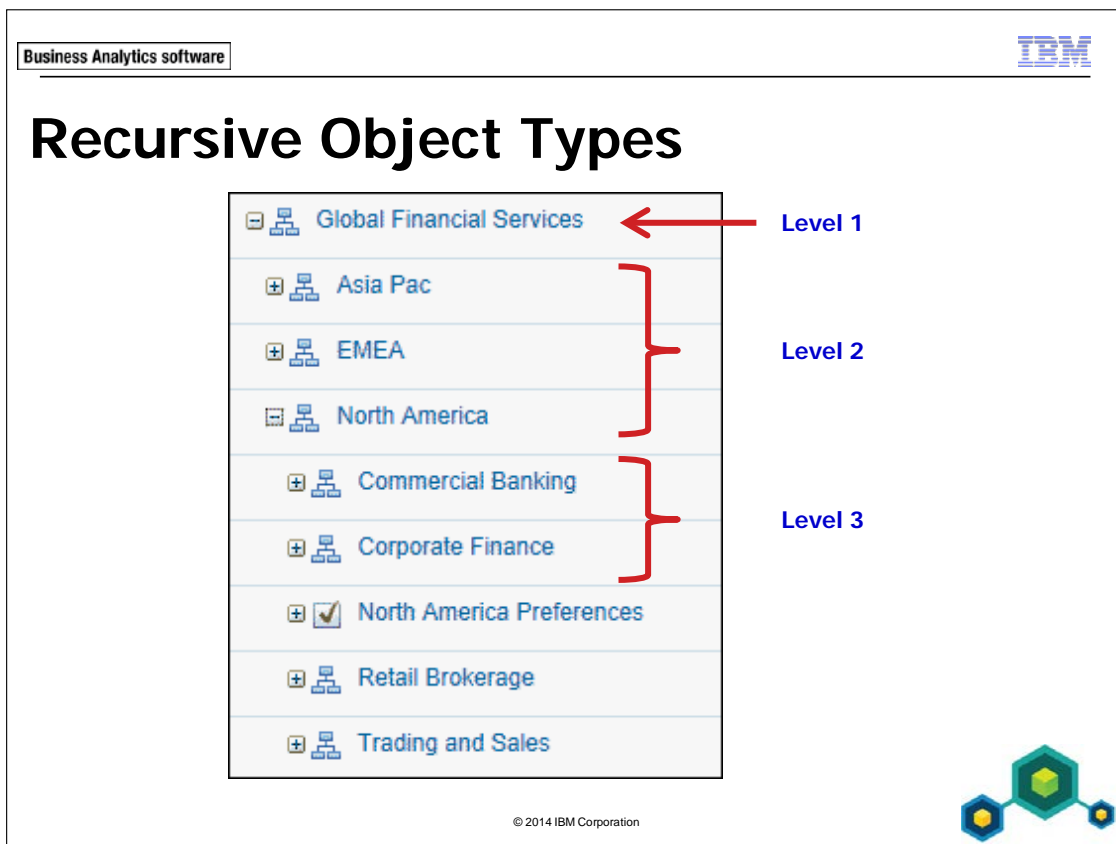 Business Analytics software
IBM
Recursive Object Types
Global Financial Services
Level 1
Asia Pac
EMEA
Level 2
North America
Commercial Banking
Level 3
Corporate Finance
North America Preferences
Retail Brokerage
Trading and Sales
© 2014 IBM Corporation